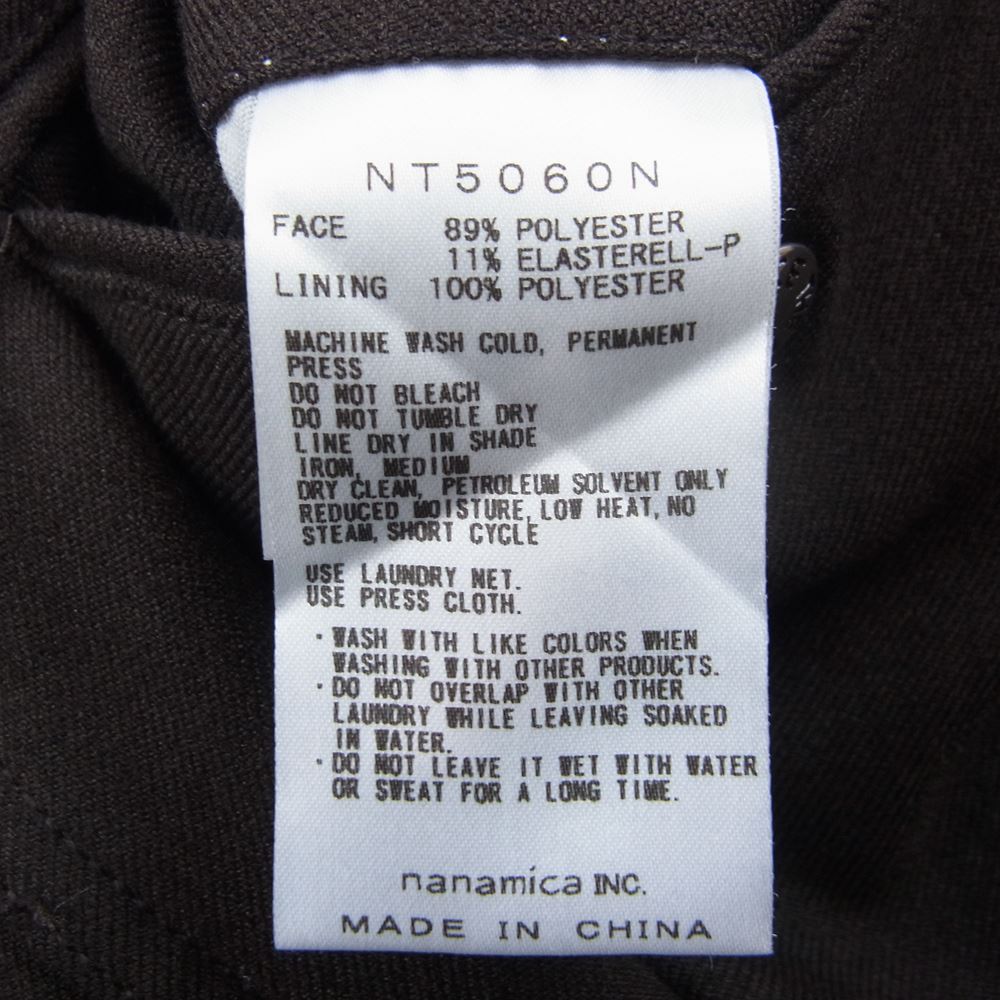 NT5060N
FACE 89% POLYESTER
11% ELASTERELL-P
LINING 100% POLYESTER
MACHINE WASH COLD, PERMANENT
PRESS
DO NOT BLEACH
DO NOT TUMBLE DRY
LINE DRY IN SHADE
IRON, MEDIUM
DRY CLEAN, PETROLEUM SOLVENT ONLY
REDUCED MOISTURE, LOW HEAT, NO
STEAM, SHORT CYCLE
USE LAUNDRY NET.
USE PRESS CLOTH.
・WASH WITH LIKE COLORS WHEN
WASHING WITH OTHER PRODUCTS.
・DO NOT OVERLAP WITH OTHER
LAUNDRY WHILE LEAVING SOAKED
IN WATER.
・DO NOT LEAVE IT WET WITH WATER
OR SWEAT FOR A LONG TIME.
nanamica INC.
MADE IN CHINA